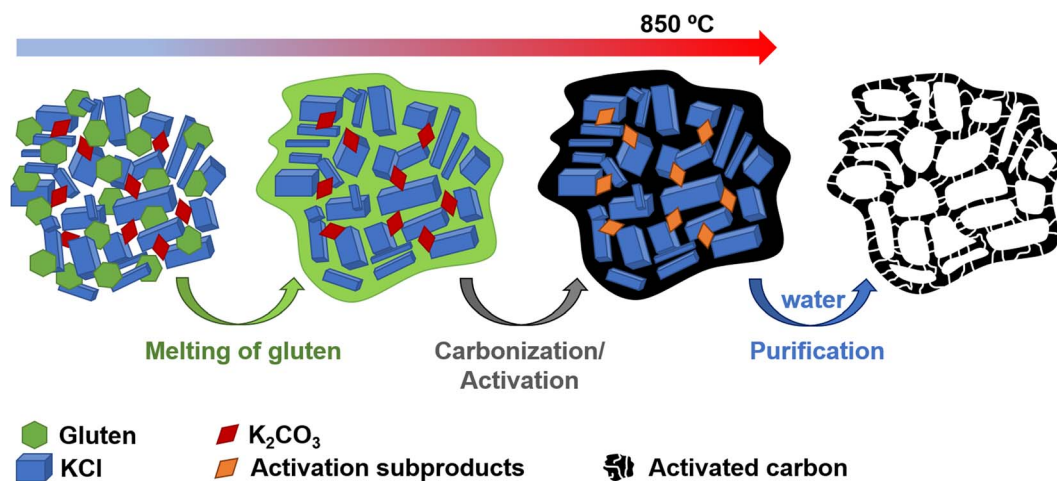 850 ºC
water
Melting of gluten
Carbonization/
Activation
Purification
Gluten
K₂CO₃
KCl
Activation subproducts
Activated carbon